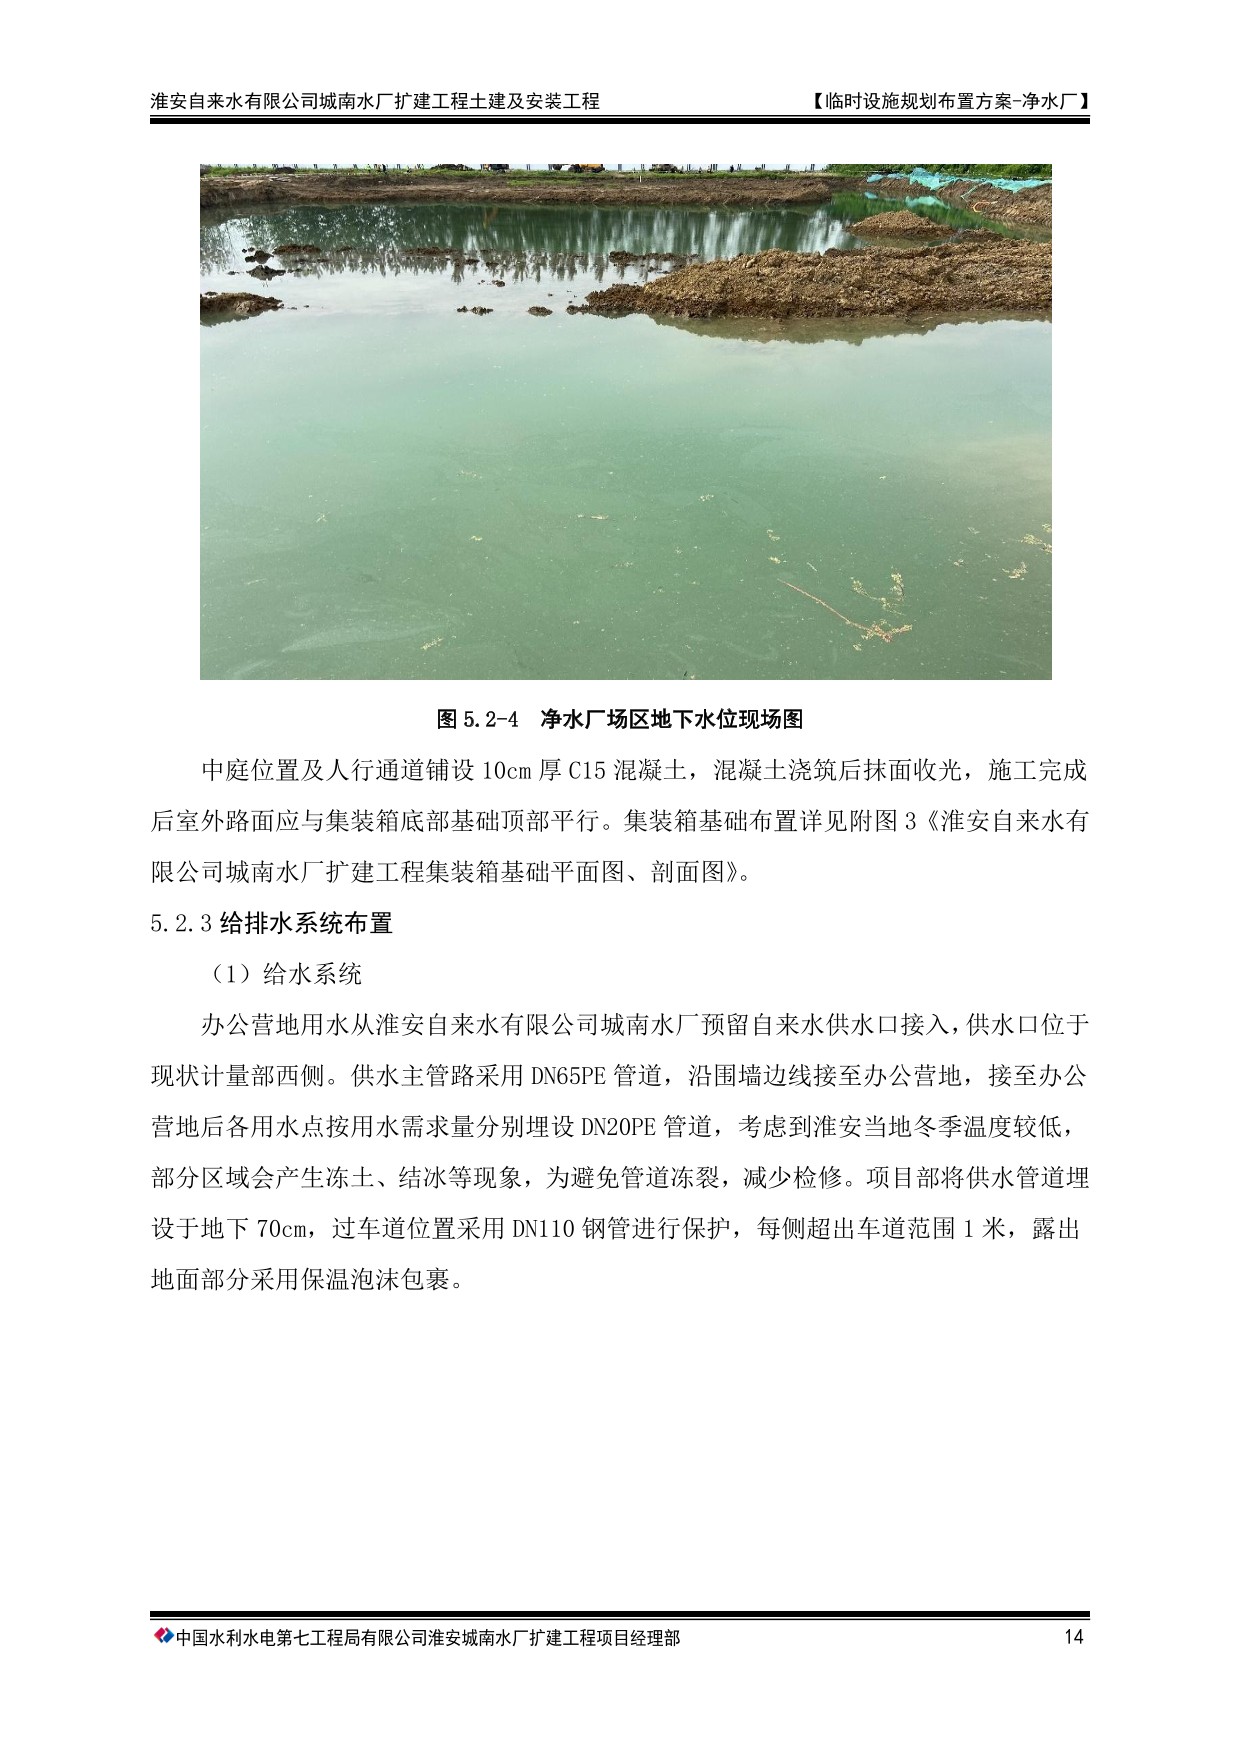 淮安自来水有限公司城南水厂扩建工程土建及安装工程
【临时设施规划布置方案-净水厂】
图 5.2-4 净水厂场区地下水位现场图
中庭位置及人行通道铺设 10cm 厚 C15 混凝土，混凝土浇筑后抹面收光，施工完成
后室外路面应与集装箱底部基础顶部平行。集装箱基础布置详见附图 3《淮安自来水有
限公司城南水厂扩建工程集装箱基础平面图、剖面图》。
5.2.3 给排水系统布置
（1）给水系统
办公营地用水从淮安自来水有限公司城南水厂预留自来水供水口接入，供水口位于
现状计量部西侧。供水主管路采用 DN65PE 管道，沿围墙边线接至办公营地，接至办公
营地后各用水点按用水需求量分别埋设 DN20PE 管道，考虑到淮安当地冬季温度较低，
部分区域会产生冻土、结冰等现象，为避免管道冻裂，减少检修。项目部将供水管道埋
设于地下 70cm，过车道位置采用 DN110 钢管进行保护，每侧超出车道范围 1 米，露出
地面部分采用保温泡沫包裹。
中国水利水电第七工程局有限公司淮安城南水厂扩建工程项目经理部
14